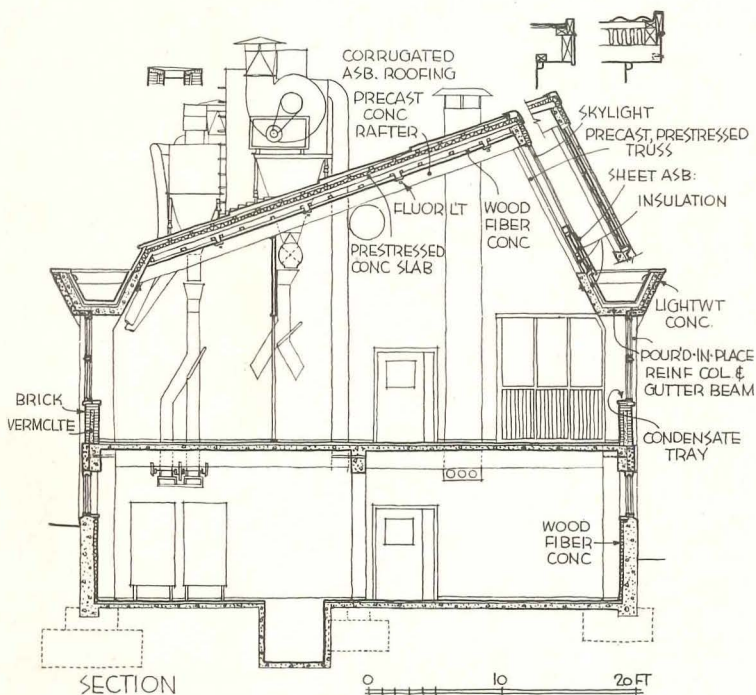 CORRUGATED
ASB. ROOFING
PRECAST
CONC
RAFTER
SKYLIGHT
PRECAST, PRESTRESSED
TRUSS
SHEET ASB:
INSULATION
FLUOR LT
WOOD
FIBER
CONC
PRESTRESSED
CONC SLAB
LIGHTWT
CONC.
POUR'D-IN-PLACE
REINF COL &
GUTTER BEAM
BRICK
VERMCLTE
CONDENSATE
TRAY
WOOD
FIBER
CONC
SECTION
0 10 20 FT